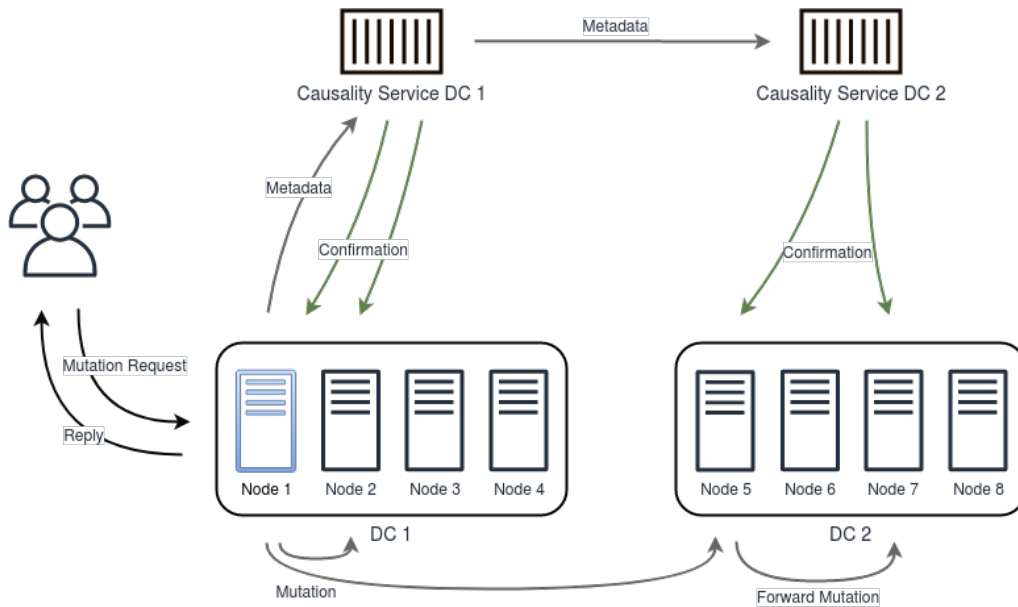 Metadata
Causality Service DC 1
Causality Service DC 2
Metadata
Confirmation
Confirmation
Mutation Request
Reply
Node 1
Node 2
Node 3
Node 4
Node 5
Node 6
Node 7
Node 8
DC 1
DC 2
Mutation
Forward Mutation